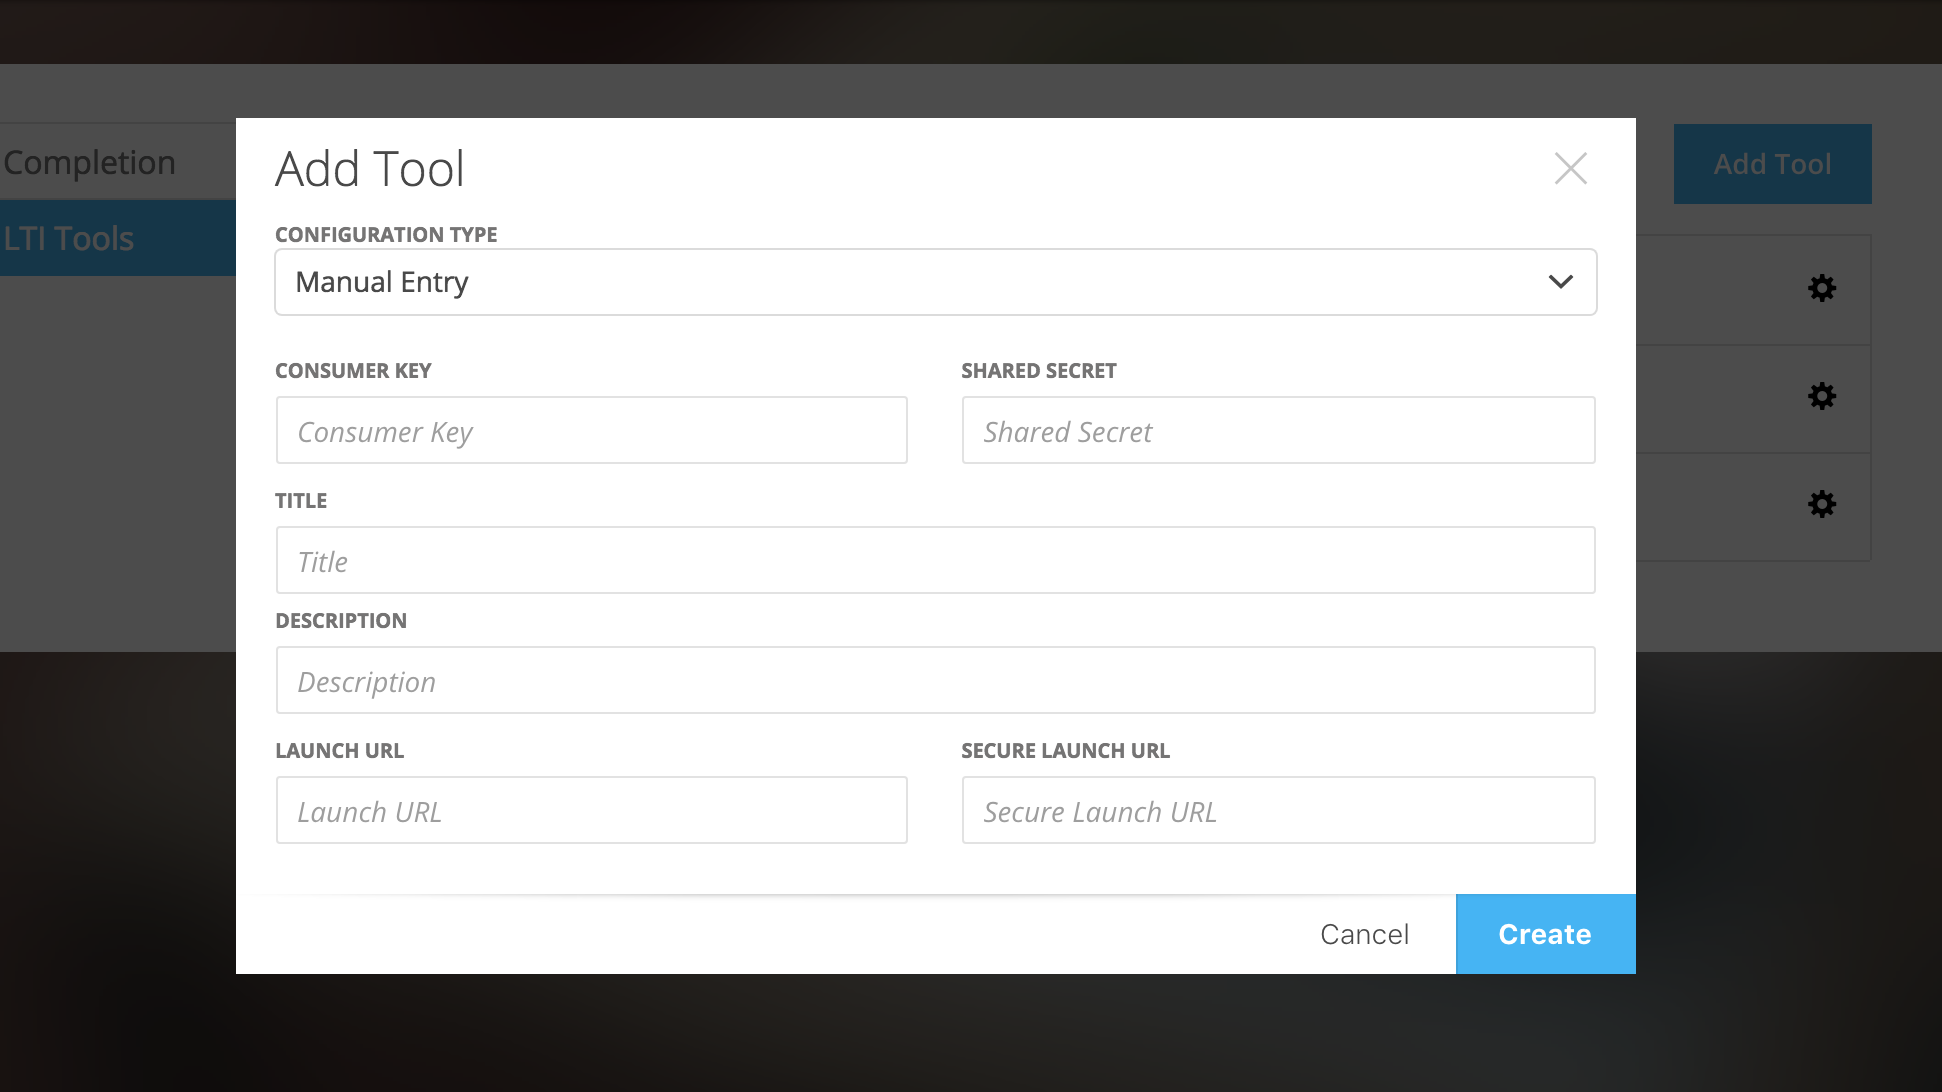 Completion
LTI Tools
Add Tool
Add Tool
CONFIGURATION TYPE
Manual Entry
CONSUMER KEY
SHARED SECRET
Consumer Key
Shared Secret
TITLE
Title
DESCRIPTION
Description
LAUNCH URL
SECURE LAUNCH URL
Launch URL
Secure Launch URL
Cancel
Create